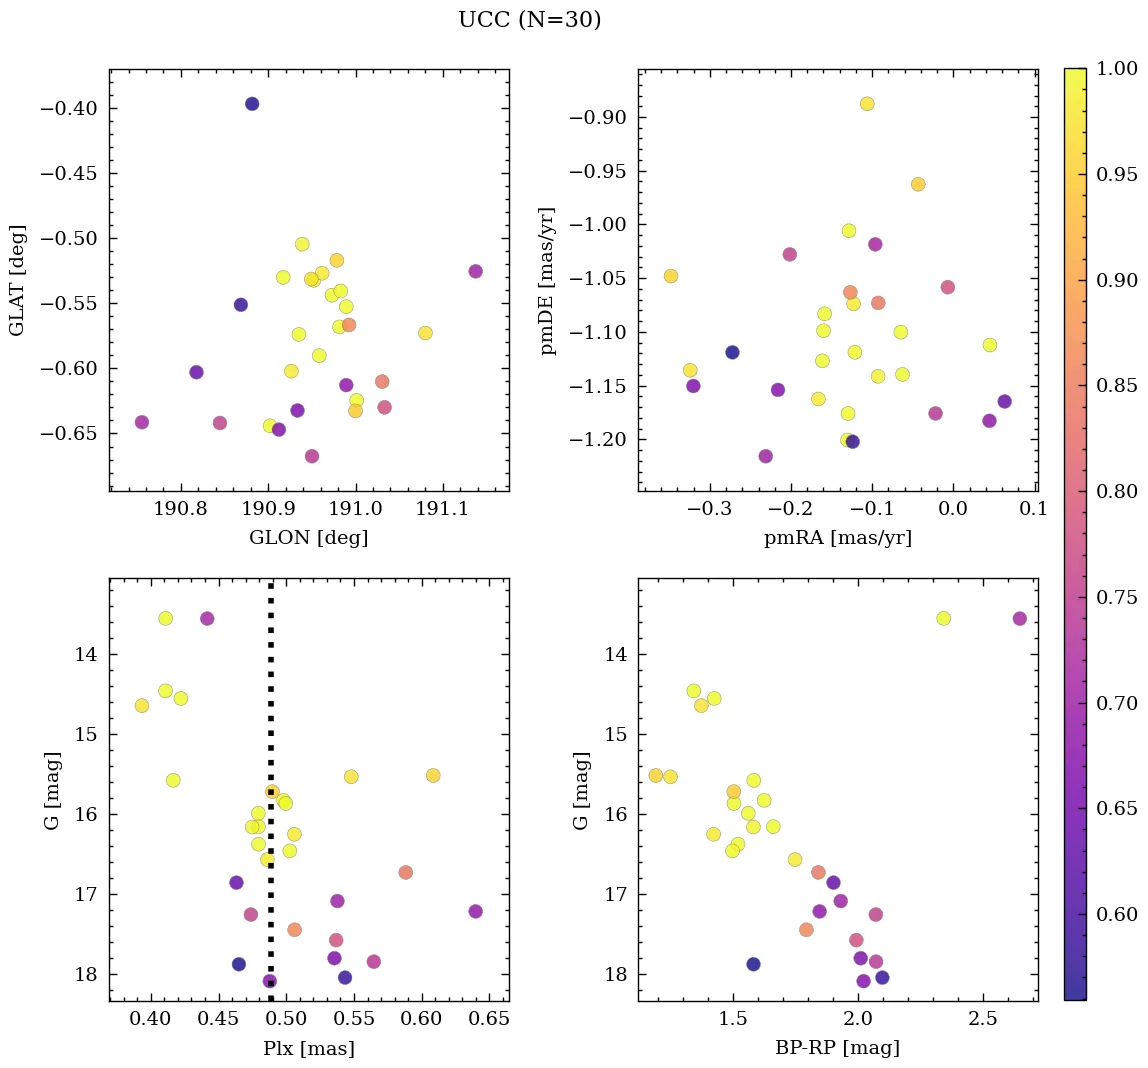 UCC (N=30)
−0.40
−0.45
−0.50
−0.55
−0.60
−0.65
GLAT [deg]
190.8 190.9 191.0 191.1
GLON [deg]
−0.90
−0.95
−1.00
−1.05
−1.10
−1.15
−1.20
pmDE [mas/yr]
−0.3 −0.2 −0.1 0.0 0.1
pmRA [mas/yr]
1.00
0.95
0.90
0.85
0.80
0.75
0.70
0.65
0.60
14
15
16
17
18
G [mag]
0.40 0.45 0.50 0.55 0.60 0.65
Plx [mas]
14
15
16
17
18
G [mag]
1.5 2.0 2.5
BP-RP [mag]